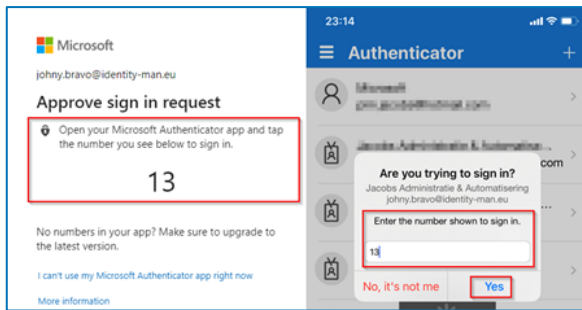 Microsoft
johny.bravo@identity-man.eu
Approve sign in request
Open your Microsoft Authenticator app and tap
the number you see below to sign in.
13
No numbers in your app? Make sure to upgrade to
the latest version.
I can't use my Microsoft Authenticator app right now
More information
23:14
Authenticator
com
Are you trying to sign in?
Jacobs Administratie & Automatisering
johny.bravo@identity-man.eu
Enter the number shown to sign in.
13
No, it's not me
Yes